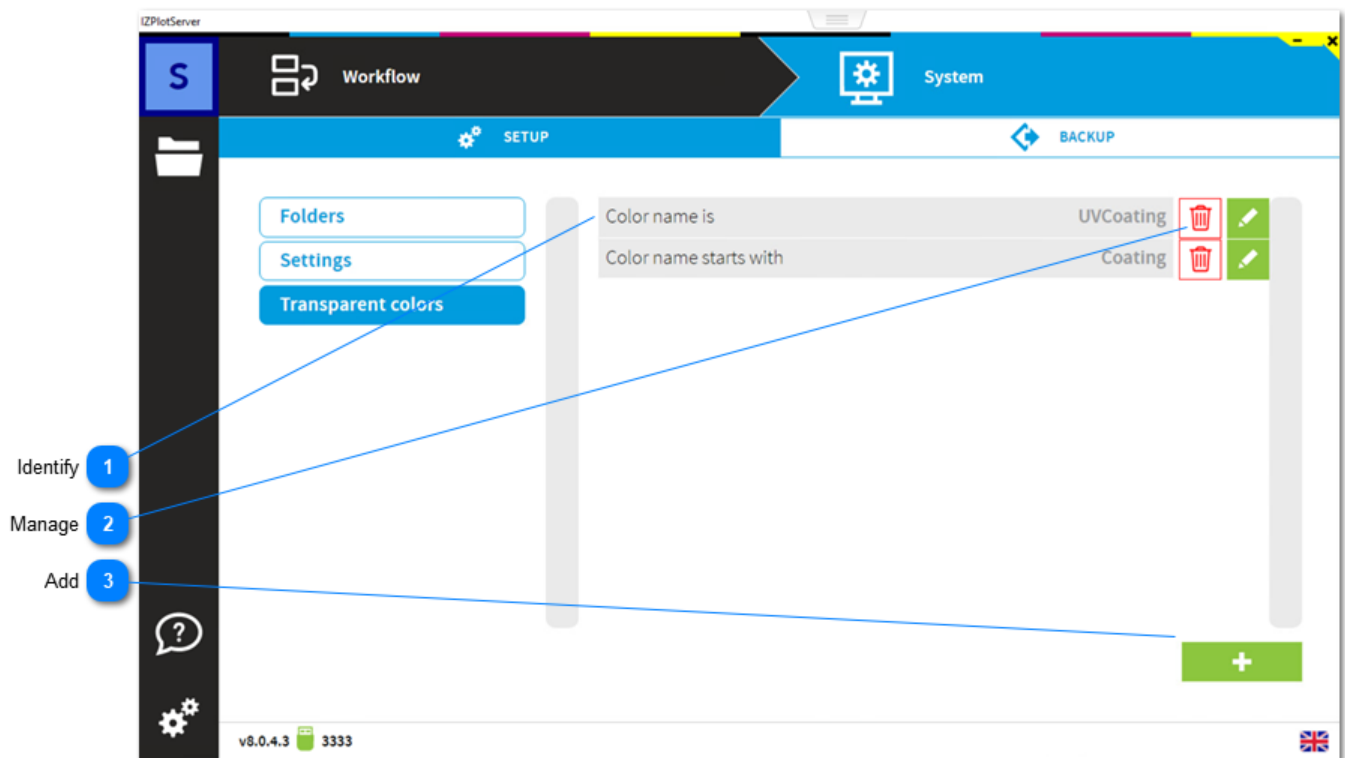 IZPlotServer
S
Workflow
System
SETUP
BACKUP
Folders
Settings
Transparent colors
Color name is UVCoating
Color name starts with Coating
Identify 1
Manage 2
Add 3
?
+
v8.0.4.3 3333